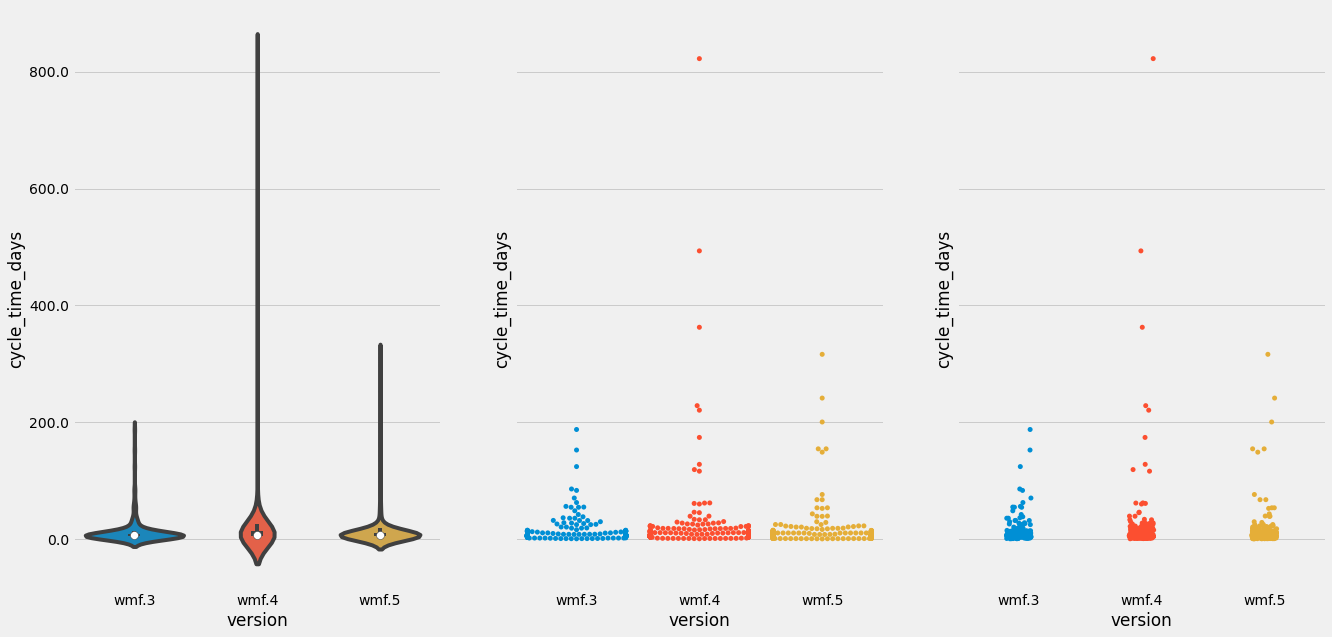 800.0
600.0
400.0
200.0
0.0
cycle_time_days
wmf.3 wmf.4 wmf.5
version
cycle_time_days
wmf.3 wmf.4 wmf.5
version
cycle_time_days
wmf.3 wmf.4 wmf.5
version